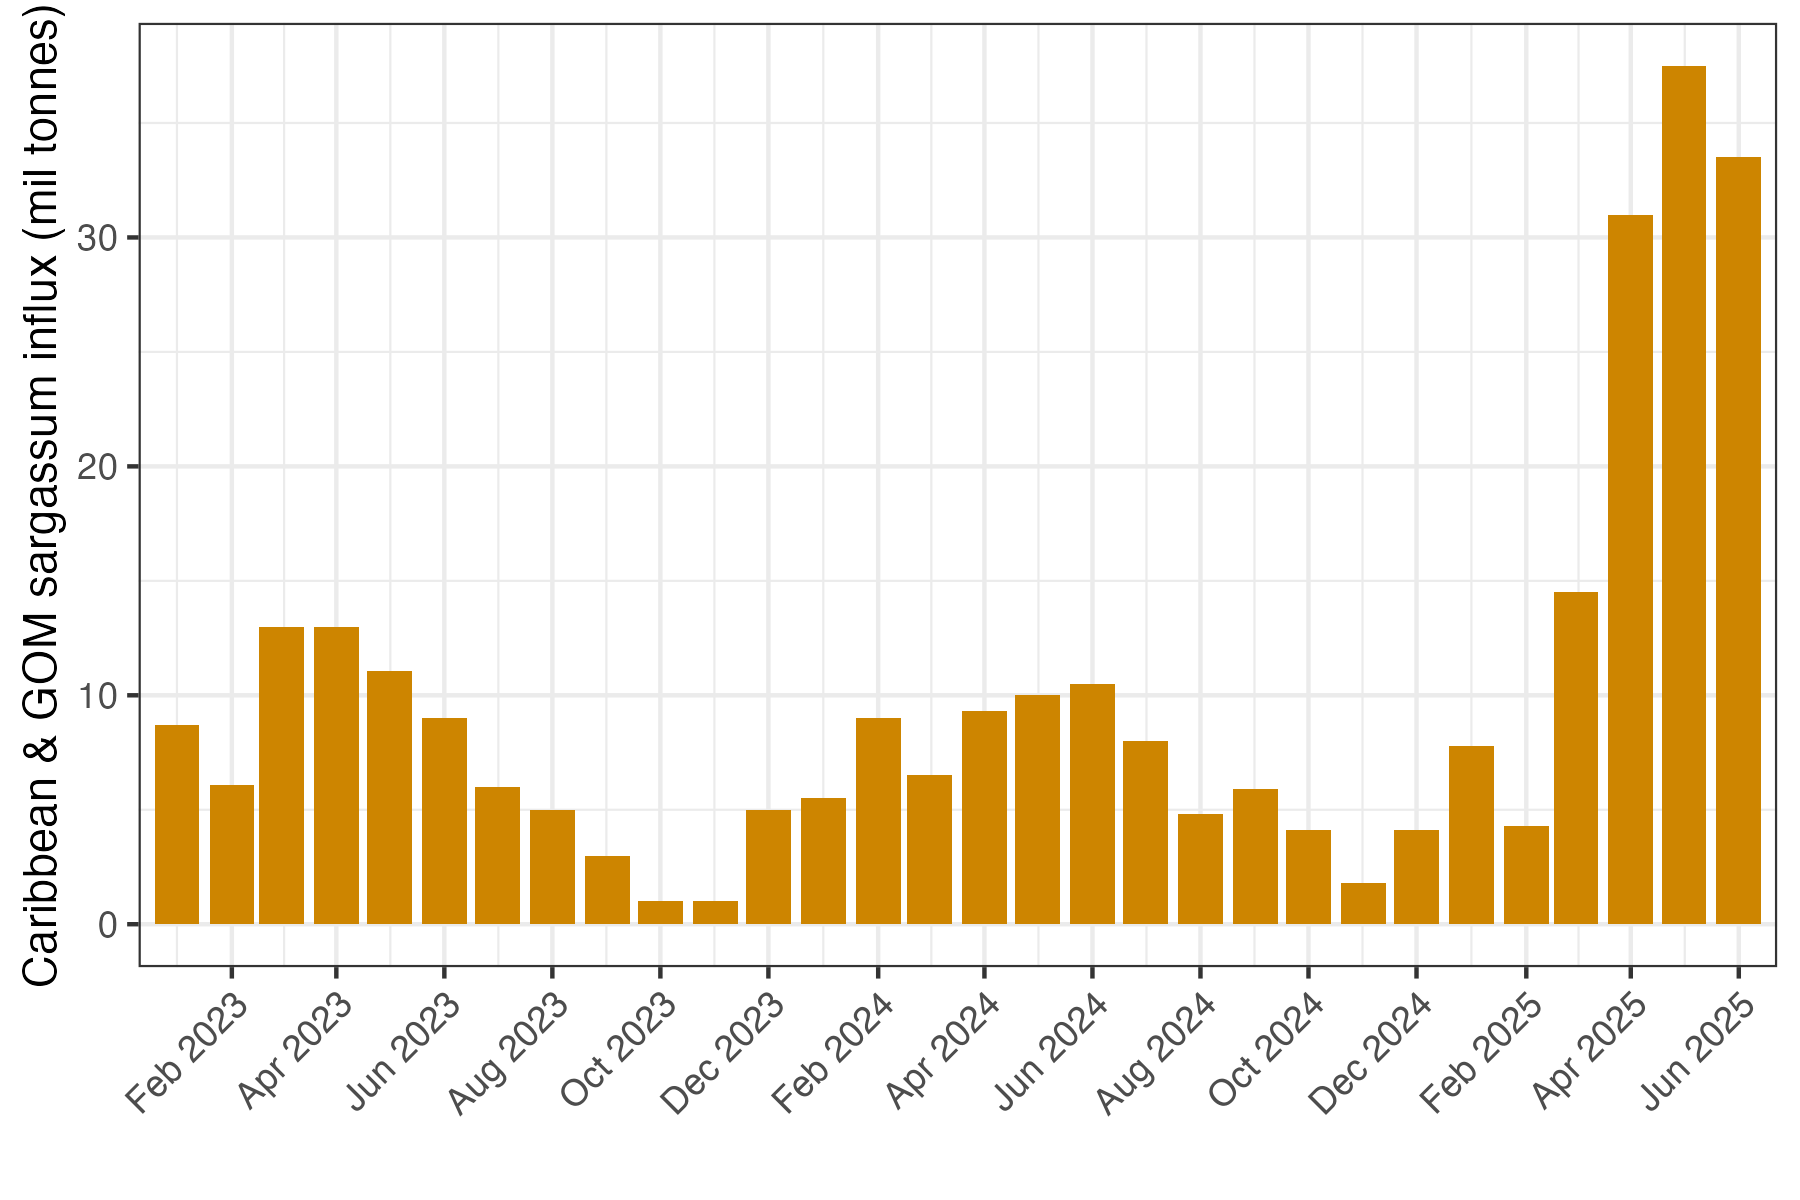 Caribbean & GOM sargassum influx (mil tonnes)
30
20
10
0
Feb 2023
Apr 2023
Jun 2023
Aug 2023
Oct 2023
Dec 2023
Feb 2024
Apr 2024
Jun 2024
Aug 2024
Oct 2024
Dec 2024
Feb 2025
Apr 2025
Jun 2025